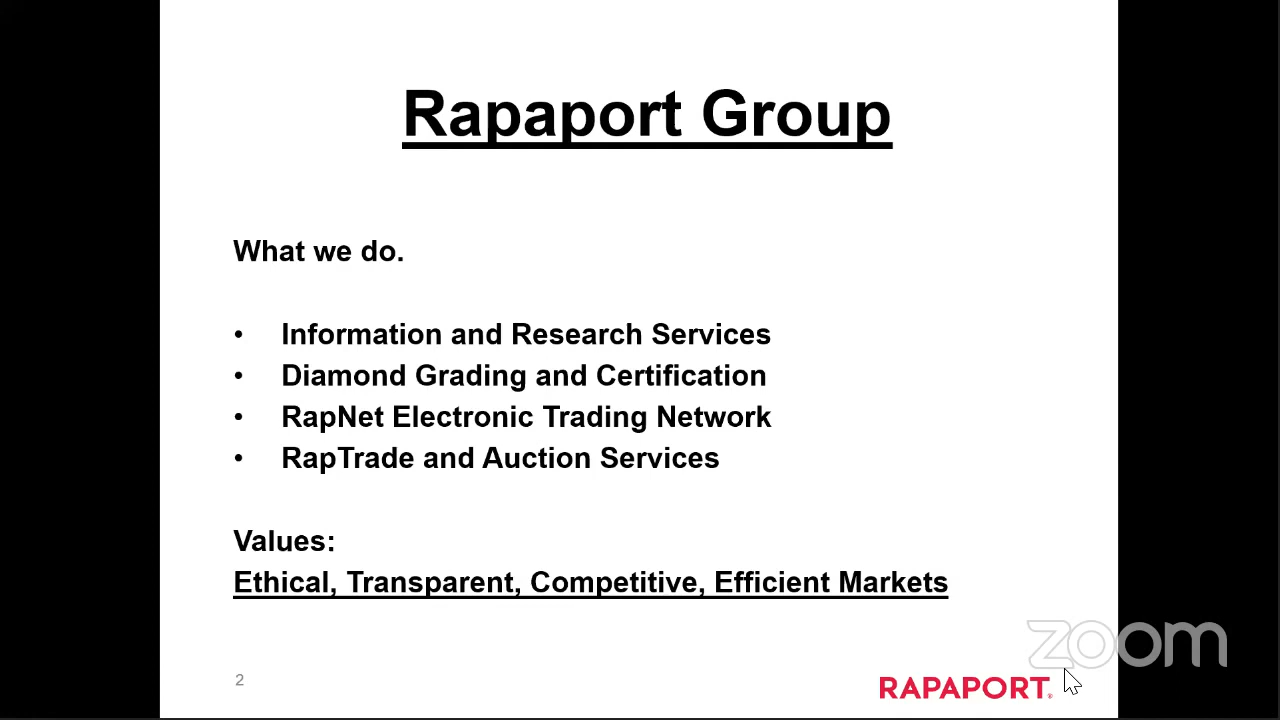 Rapaport Group
What we do.
• Information and Research Services
• Diamond Grading and Certification
• RapNet Electronic Trading Network
• RapTrade and Auction Services
Values:
Ethical, Transparent, Competitive, Efficient Markets
zoom
2
RAPAPORT®